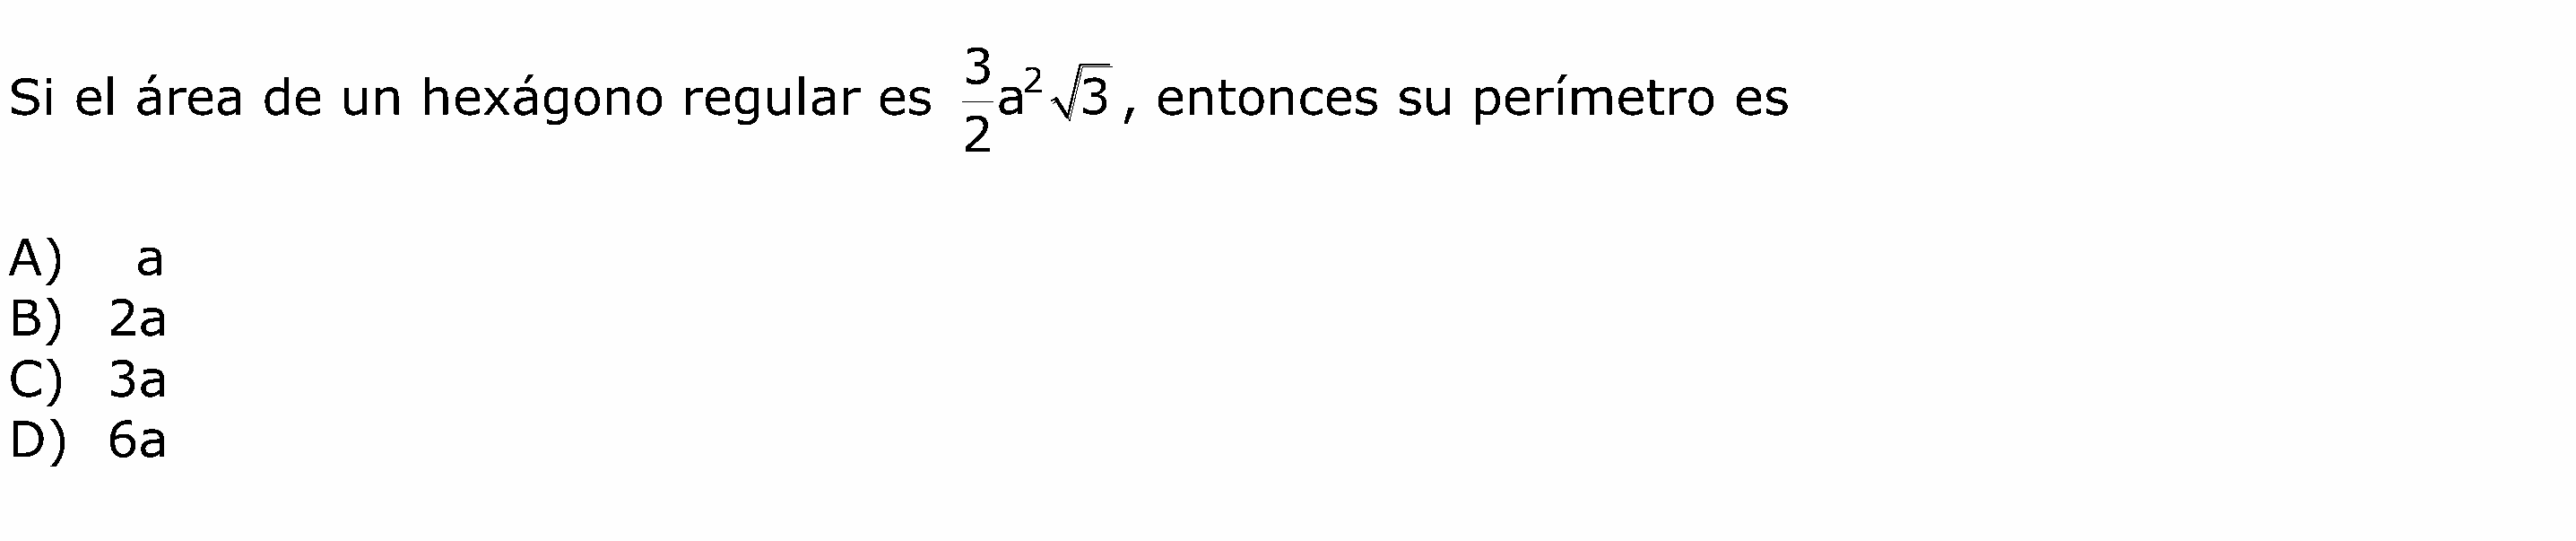 Si el área de un hexágono regular es $\frac{3}{2}a^2\sqrt{3}$, entonces su perímetro es
A) a
B) 2a
C) 3a
D) 6a